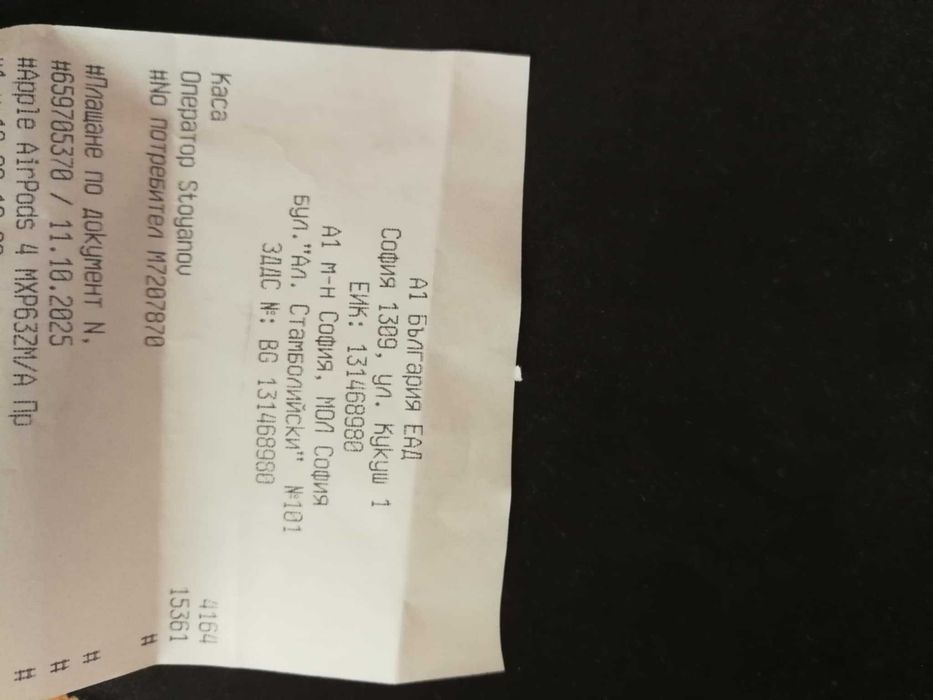 А1 България ЕАД
София 1309, ул. Кукуш 1
ЕИК: 131468980
А1 м-н София, МОЛ София
бул."Ал. Стамболийски" №101
ЗДДС №: BG 131468980
Каса 4164
Оператор Stoyanov 15361
#No потребител M7207870 #
#Плащане по документ N, #
#659705370 / 11.10.2025 #
#Apple AirPods 4 MXP63ZM/A Пр #